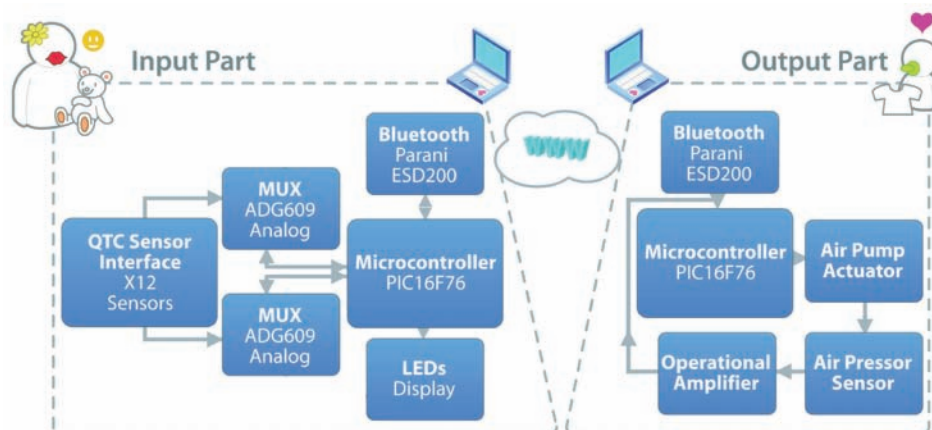 Input Part
Output Part
Bluetooth
Parani
ESD200
MUX
ADG609
Analog
QTC Sensor
Interface
X12
Sensors
Microcontroller
PIC16F76
MUX
ADG609
Analog
LEDs
Display
WWW
Bluetooth
Parani
ESD200
Microcontroller
PIC16F76
Air Pump
Actuator
Operational
Amplifier
Air Pressor
Sensor